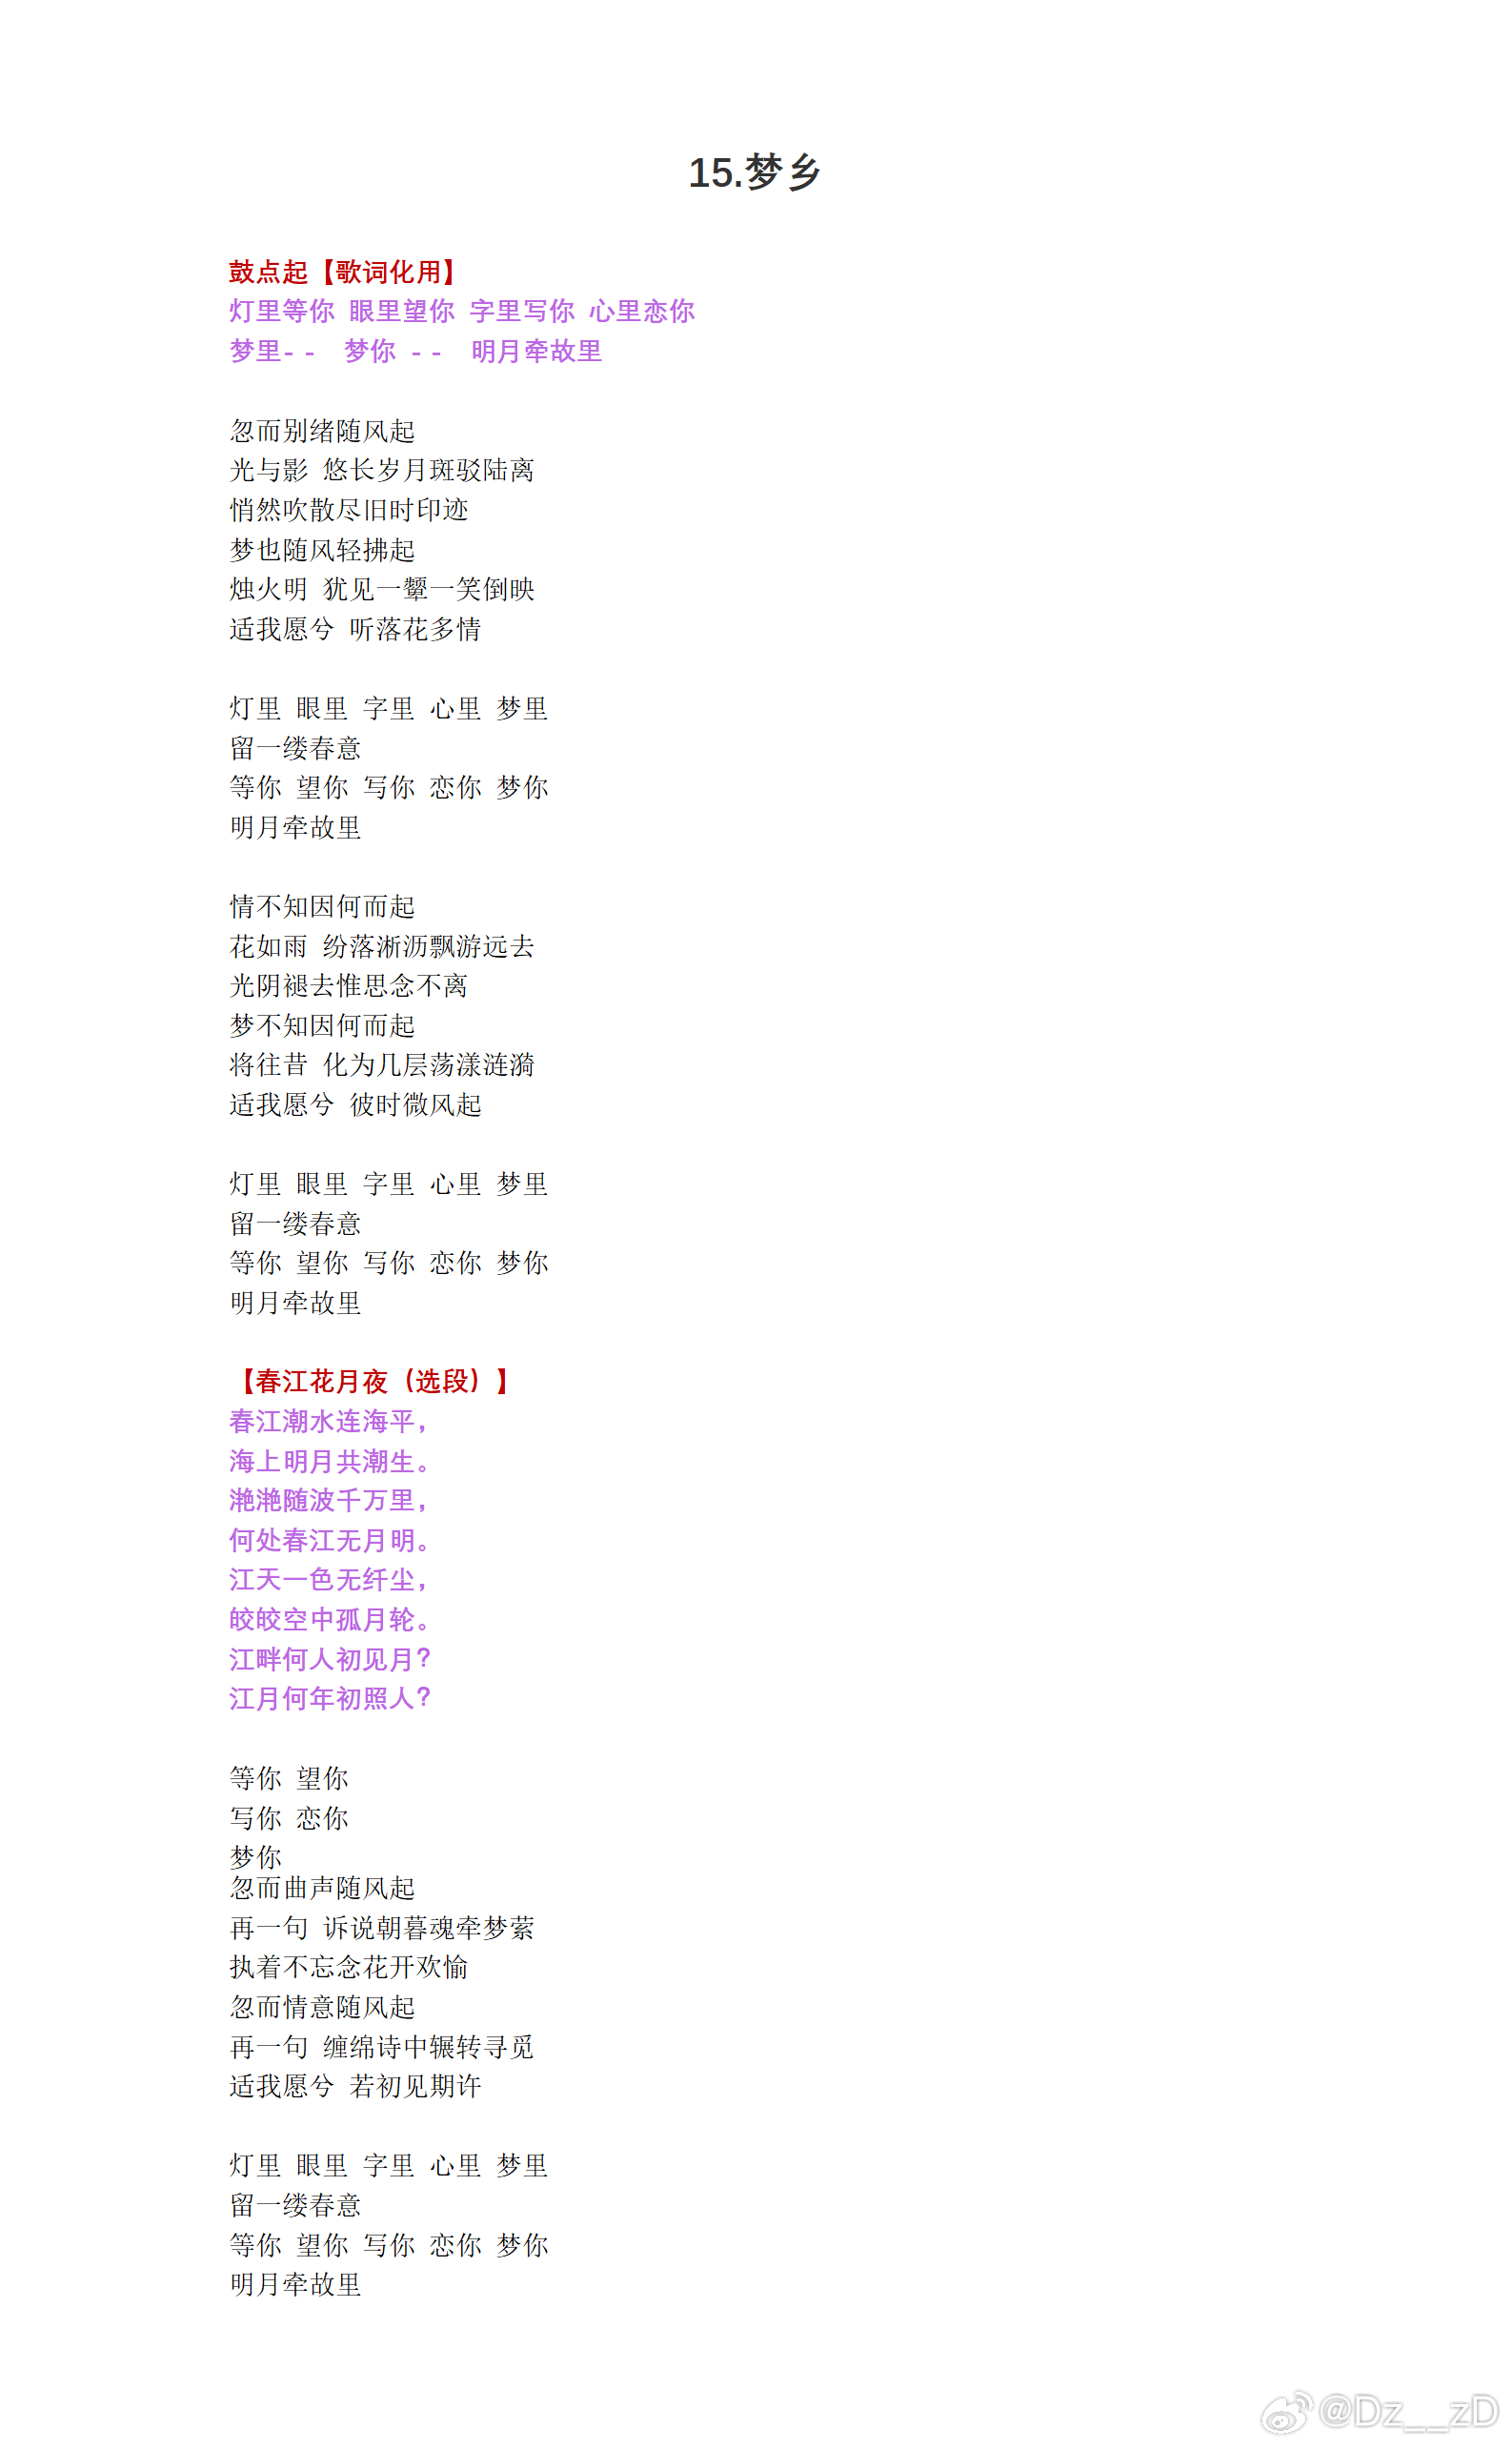 15.梦乡
鼓点起【歌词化用】
灯里等你 眼里望你 字里写你 心里恋你
梦里- - 梦你 - - 明月牵故里
忽而别绪随风起
光与影 悠长岁月斑驳陆离
悄然吹散尽旧时印迹
梦也随风轻拂起
烛火明 犹见一颦一笑倒映
适我愿兮 听落花多情
灯里 眼里 字里 心里 梦里
留一缕春意
等你 望你 写你 恋你 梦你
明月牵故里
情不知因何而起
花如雨 纷落淅沥飘游远去
光阴褪去惟思念不离
梦不知因何而起
将往昔 化为几层荡漾涟漪
适我愿兮 彼时微风起
灯里 眼里 字里 心里 梦里
留一缕春意
等你 望你 写你 恋你 梦你
明月牵故里
【春江花月夜（选段）】
春江潮水连海平，
海上明月共潮生。
滟滟随波千万里，
何处春江无月明。
江天一色无纤尘，
皎皎空中孤月轮。
江畔何人初见月？
江月何年初照人？
等你 望你
写你 恋你
梦你
忽而曲声随风起
再一句 诉说朝暮魂牵梦萦
执着不忘念花开欢愉
忽而情意随风起
再一句 缠绵诗中辗转寻觅
适我愿兮 若初见期许
灯里 眼里 字里 心里 梦里
留一缕春意
等你 望你 写你 恋你 梦你
明月牵故里
@Dz__zD